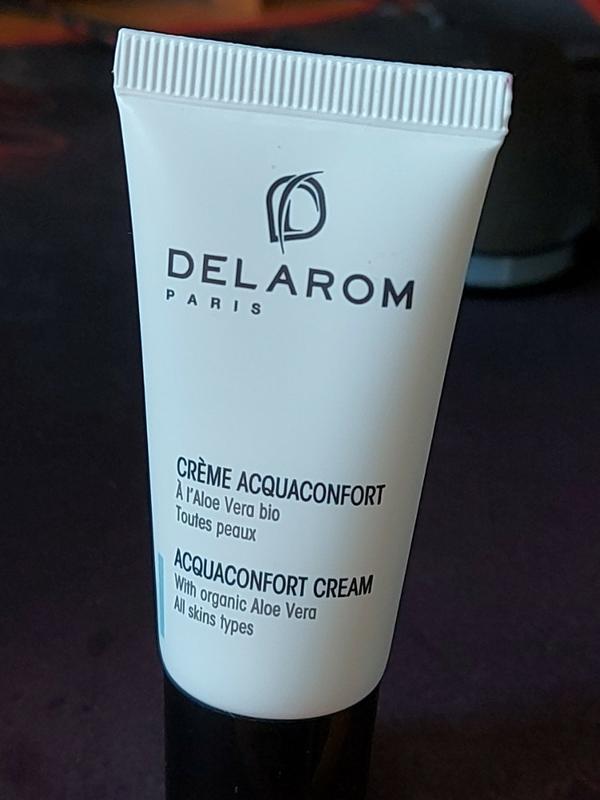 DELAROM
PARIS
CRÈME ACQUACONFORT
À l'Aloe Vera bio
Toutes peaux
ACQUACONFORT CREAM
With organic Aloe Vera
All skins types